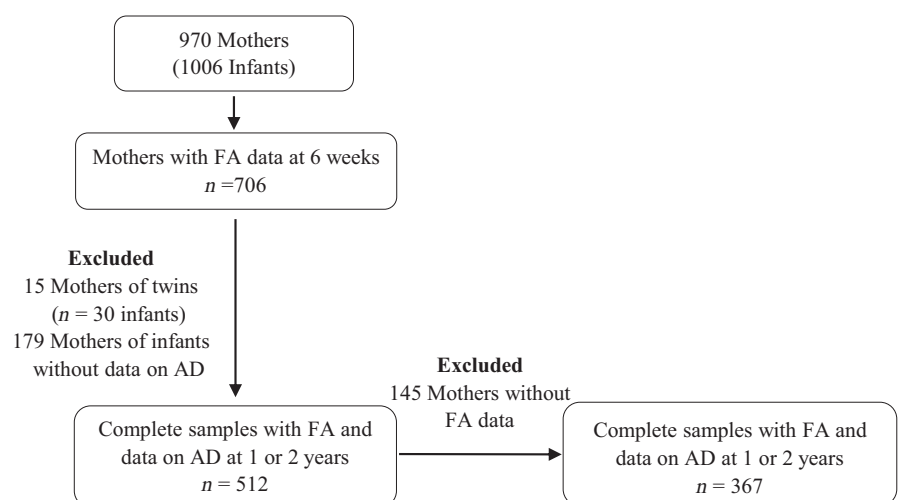 970 Mothers
(1006 Infants)
Mothers with FA data at 6 weeks
n =706
Excluded
15 Mothers of twins
(n = 30 infants)
179 Mothers of infants
without data on AD
Excluded
145 Mothers without
FA data
Complete samples with FA and
data on AD at 1 or 2 years
n = 512
Complete samples with FA and
data on AD at 1 or 2 years
n = 367